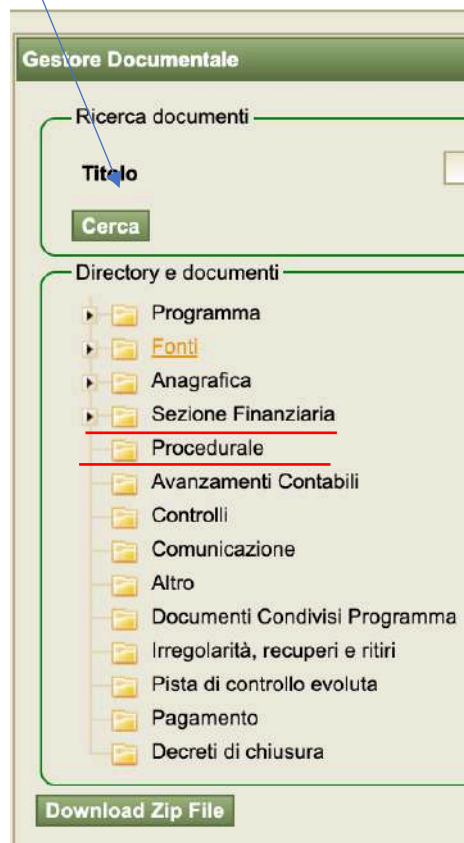 Gestore Documentale
Ricerca documenti
Titolo
Cerca
Directory e documenti
Programma
Fonti
Anagrafica
Sezione Finanziaria
Procedurale
Avanzamenti Contabili
Controlli
Comunicazione
Altro
Documenti Condivisi Programma
Irregolarità, recuperi e ritiri
Pista di controllo evoluta
Pagamento
Decreti di chiusura
Download Zip File